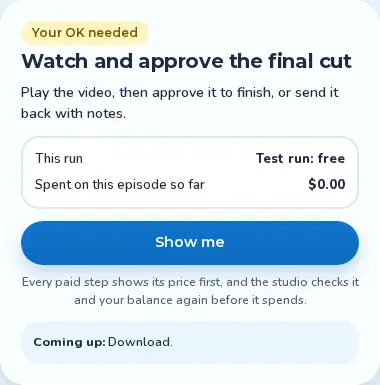 Your OK needed
Watch and approve the final cut
Play the video, then approve it to finish, or send it
back with notes.
This run Test run: free
Spent on this episode so far $0.00
Show me
Every paid step shows its price first, and the studio checks it
and your balance again before it spends.
Coming up: Download.